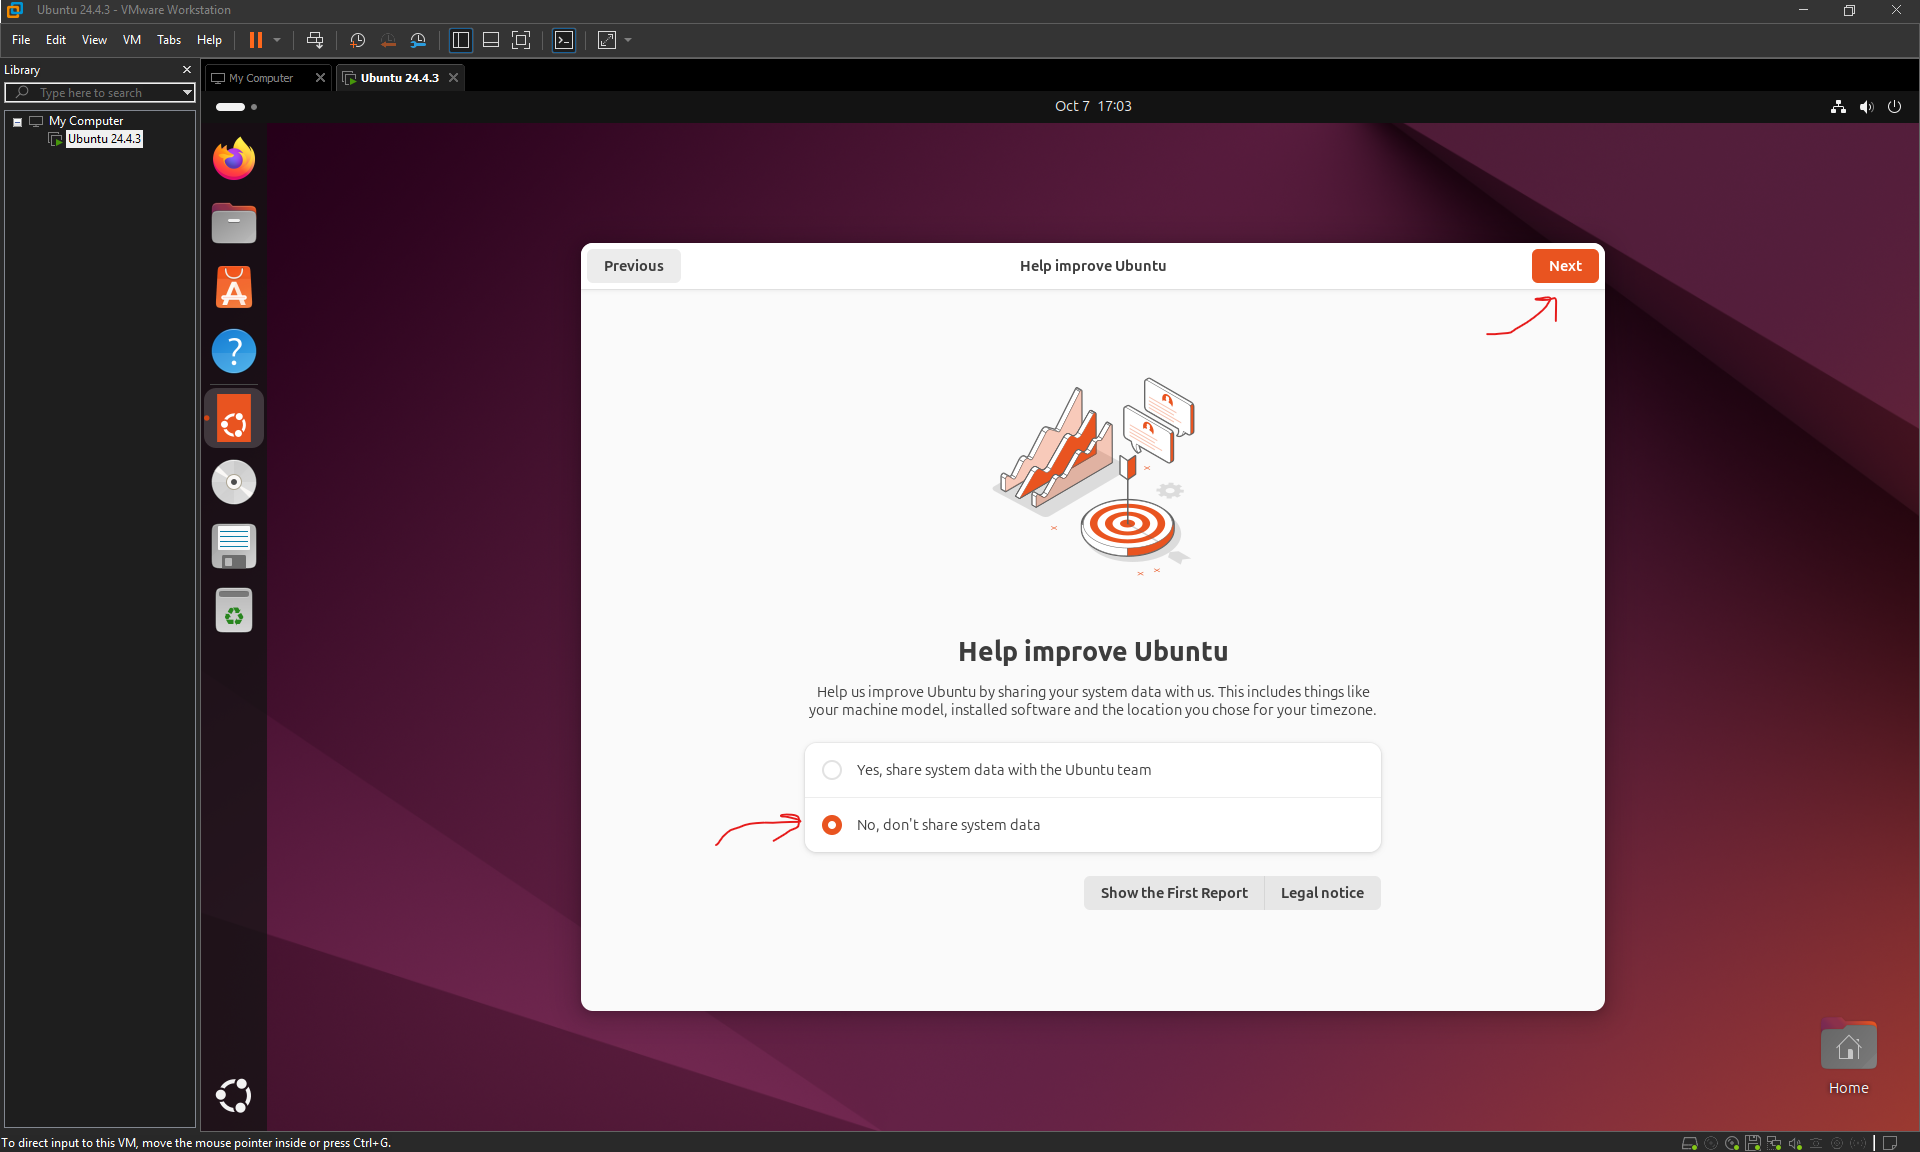 Ubuntu 24.4.3 - VMware Workstation
File Edit View VM Tabs Help
Library
Type here to search
My Computer
Ubuntu 24.4.3
My Computer
Ubuntu 24.4.3
Oct 7 17:03
Previous
Help improve Ubuntu
Next
Help improve Ubuntu
Help us improve Ubuntu by sharing your system data with us. This includes things like
your machine model, installed software and the location you chose for your timezone.
Yes, share system data with the Ubuntu team
No, don't share system data
Show the First Report
Legal notice
Home
To direct input to this VM, move the mouse pointer inside or press Ctrl+G.